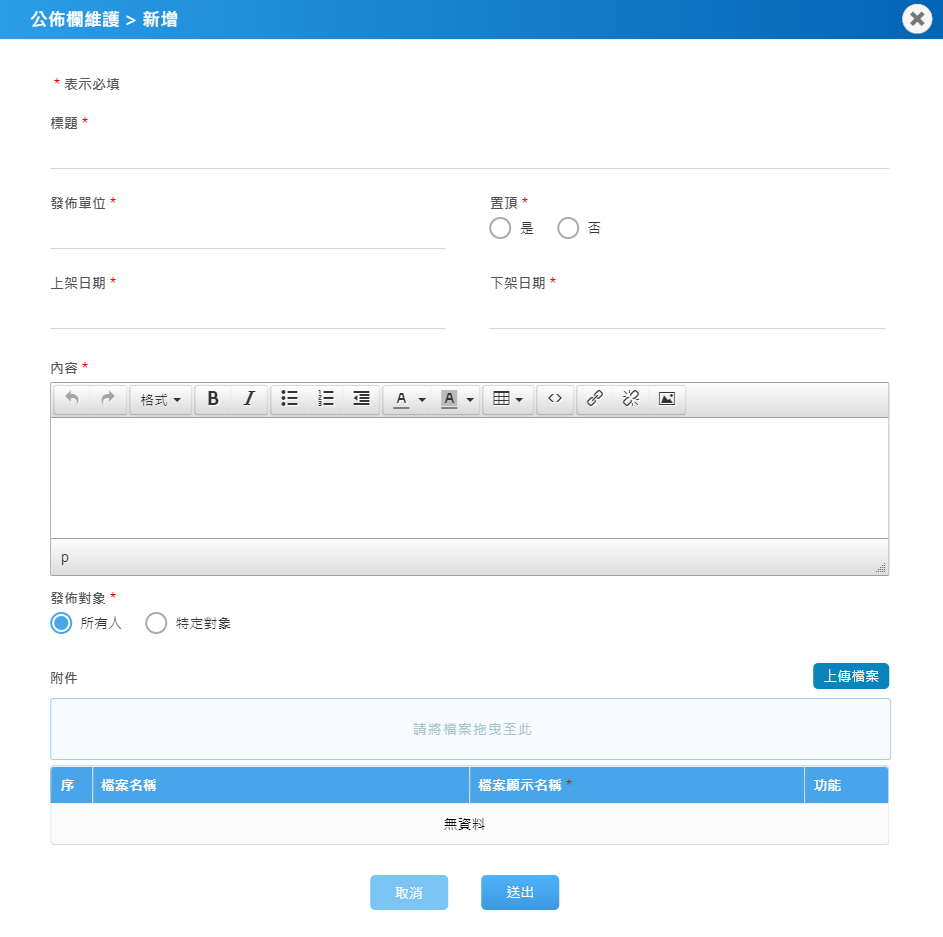 公佈欄維護 > 新增
* 表示必填
標題 *
發佈單位 * 置頂 *
是 否
上架日期 * 下架日期 *
內容 *
格式 B I A A
p
發佈對象 *
所有人 特定對象
附件 上傳檔案
請將檔案拖曳至此
序 檔案名稱 檔案顯示名稱 * 功能
無資料
取消 送出